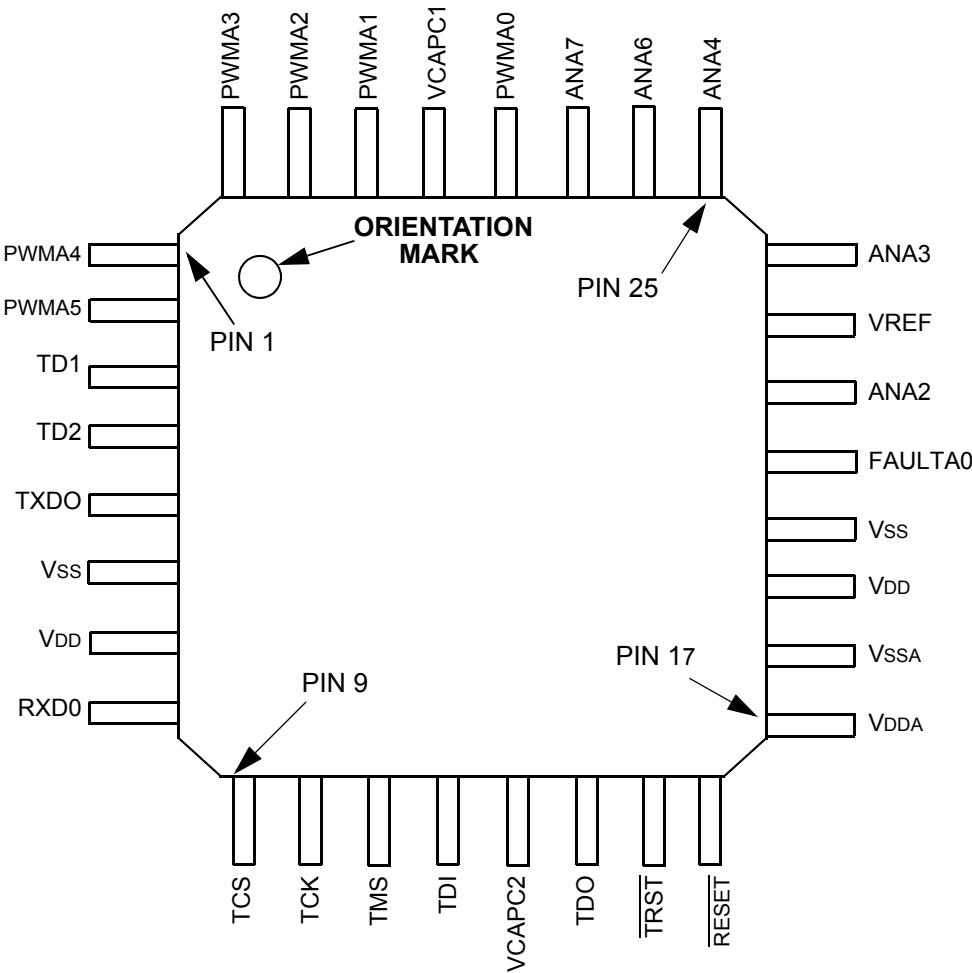 PWMA3
PWMA2
PWMA1
VCAPC1
PWMA0
ANA7
ANA6
ANA4
ORIENTATION
MARK
PIN 25
PIN 1
PWMA4
PWMA5
TD1
TD2
TXDO
VSS
VDD
RXD0
ANA3
VREF
ANA2
FAULTA0
VSS
VDD
VSSA
VDDA
PIN 17
PIN 9
TCS
TCK
TMS
TDI
VCAPC2
TDO
TRST
RESET